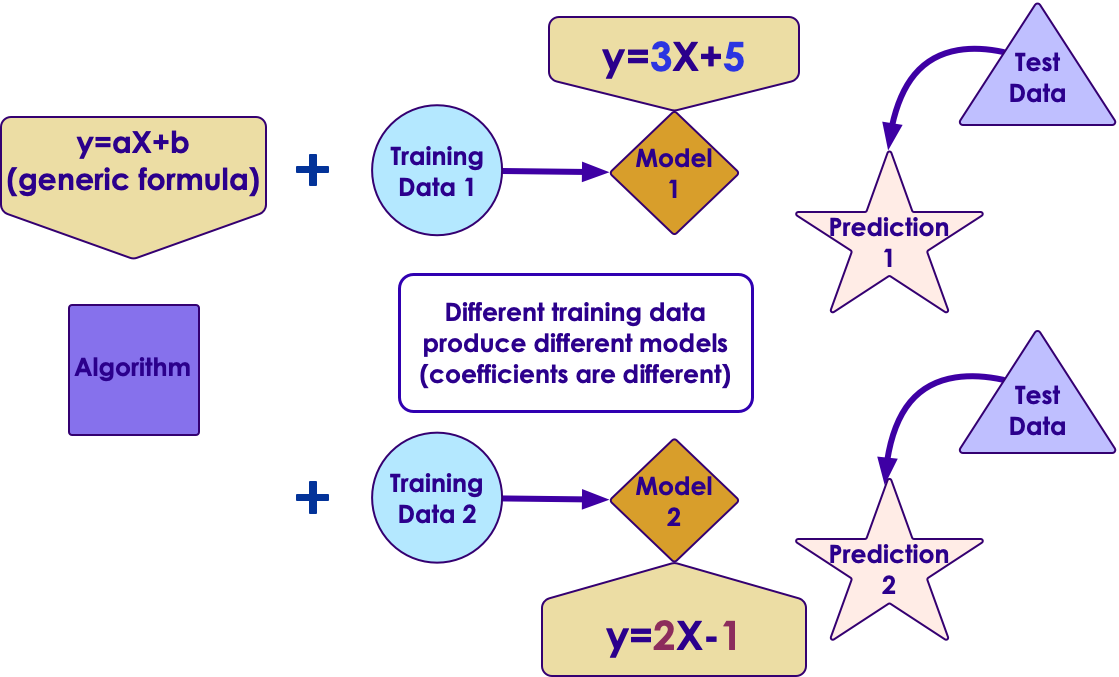 y=3X+5
Test
Data
y=aX+b
(generic formula)
+
Training
Data 1
Model
1
Prediction
1
Different training data
produce different models
(coefficients are different)
Algorithm
Test
Data
+
Training
Data 2
Model
2
Prediction
2
y=2X-1